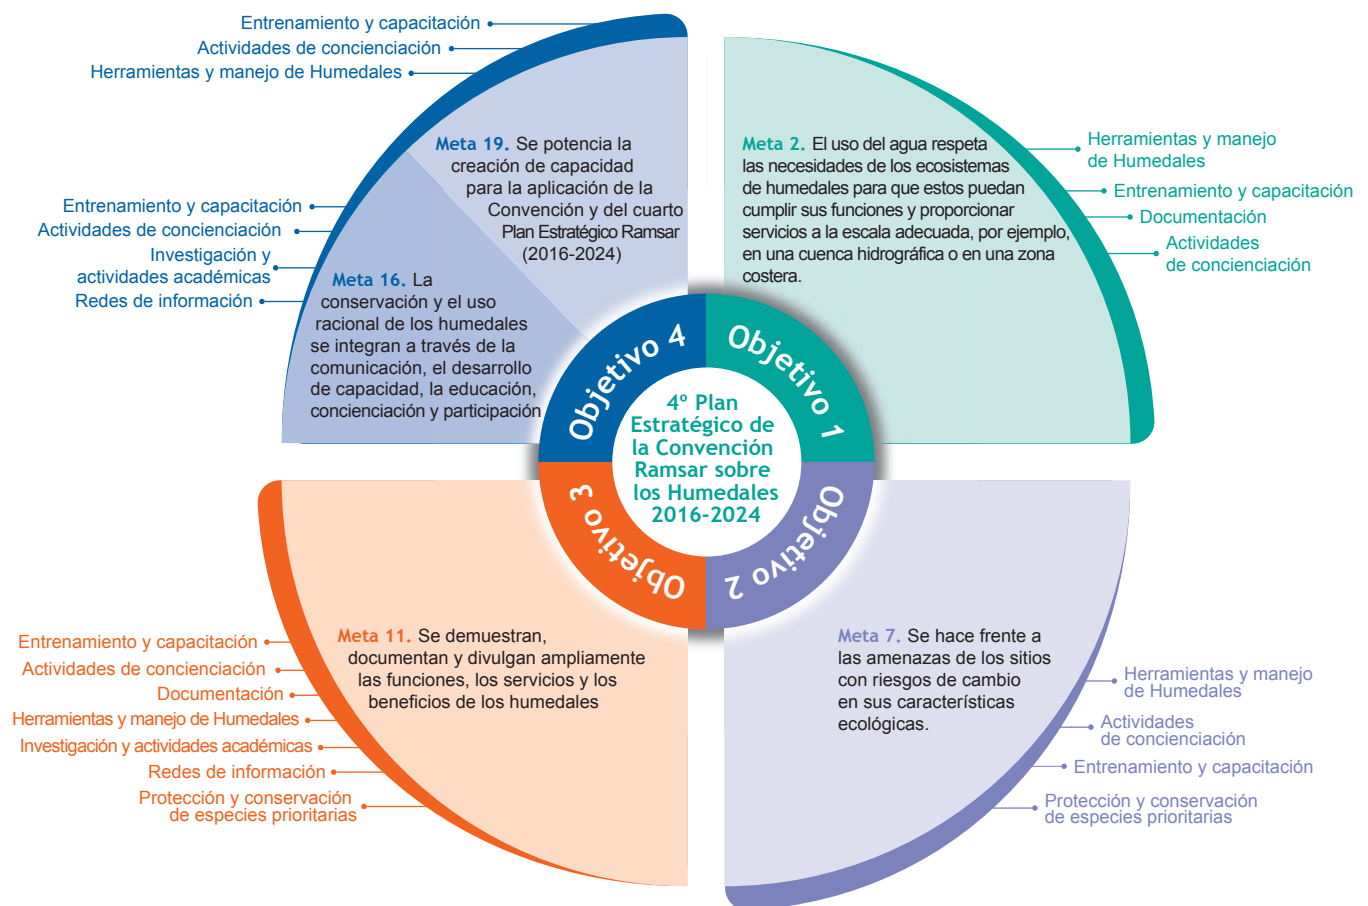 Entrenamiento y capacitación
Actividades de concienciación
Herramientas y manejo de Humedales
Meta 19. Se potencia la
creación de capacidad
para la aplicación de la
Convención y del cuarto
Plan Estratégico Ramsar
(2016-2024)
Entrenamiento y capacitación
Actividades de concienciación
Investigación y
actividades académicas
Redes de información
Meta 16. La
conservación y el uso
racional de los humedales
se integran a través de la
comunicación, el desarrollo
de capacidad, la educación,
concienciación y participación
Meta 2. El uso del agua respeta
las necesidades de los ecosistemas
de humedales para que estos puedan
cumplir sus funciones y proporcionar
servicios a la escala adecuada, por ejemplo,
en una cuenca hidrográfica o en una zona
costera.
Herramientas y manejo
de Humedales
Entrenamiento y capacitación
Documentación
Actividades
de concienciación
Objetivo 4
Objetivo 1
4º Plan
Estratégico de
la Convención
Ramsar sobre
los Humedales
2016-2024
Objetivo 3
Objetivo 2
Meta 11. Se demuestran,
documentan y divulgan ampliamente
las funciones, los servicios y los
beneficios de los humedales
Entrenamiento y capacitación
Actividades de concienciación
Documentación
Herramientas y manejo de Humedales
Investigación y actividades académicas
Redes de información
Protección y conservación
de especies prioritarias
Meta 7. Se hace frente a
las amenazas de los sitios
con riesgos de cambio
en sus características
ecológicas.
Herramientas y manejo
de Humedales
Actividades
de concienciación
Entrenamiento y capacitación
Protección y conservación
de especies prioritarias